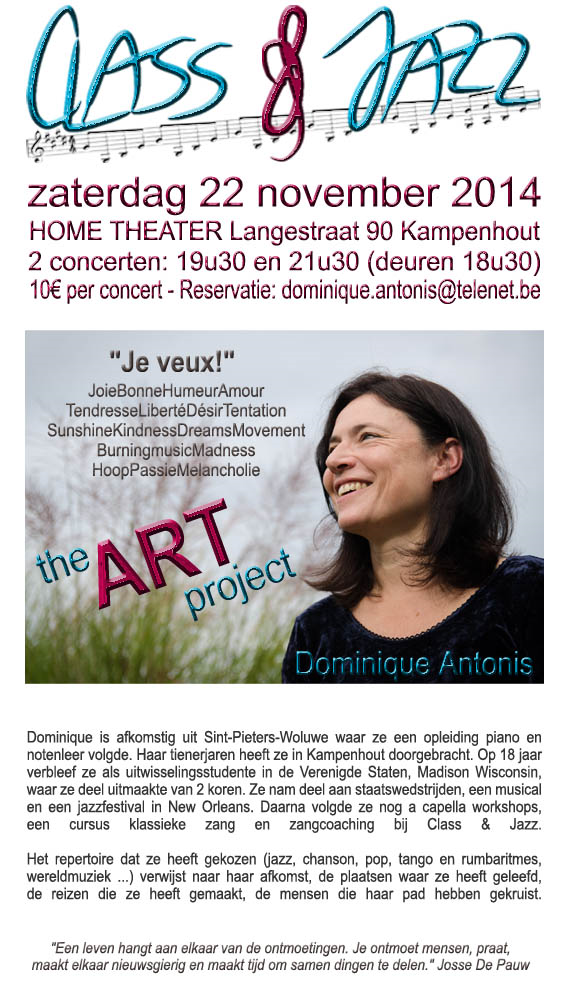 Class & Jazz
zaterdag 22 november 2014
HOME THEATER Langestraat 90 Kampenhout
2 concerten: 19u30 en 21u30 (deuren 18u30)
10€ per concert - Reservatie: dominique.antonis@telenet.be
"Je veux!"
JoieBonneHumeurAmour
TendresseLibertéDésirTentation
SunshineKindnessDreamsMovement
BurningmusicMadness
HoopPassieMelancholie
the ART
project
Dominique Antonis
Dominique is afkomstig uit Sint-Pieters-Woluwe waar ze een opleiding piano en
notenleer volgde. Haar tienerjaren heeft ze in Kampenhout doorgebracht. Op 18 jaar
verbleef ze als uitwisselingsstudente in de Verenigde Staten, Madison Wisconsin,
waar ze deel uitmaakte van 2 koren. Ze nam deel aan staatswedstrijden, een musical
en een jazzfestival in New Orleans. Daarna volgde ze nog a capella workshops,
een cursus klassieke zang en zangcoaching bij Class & Jazz.
Het repertoire dat ze heeft gekozen (jazz, chanson, pop, tango en rumbaritmes,
wereldmuziek ...) verwijst naar haar afkomst, de plaatsen waar ze heeft geleefd,
de reizen die ze heeft gemaakt, de mensen die haar pad hebben gekruist.
"Een leven hangt aan elkaar van de ontmoetingen. Je ontmoet mensen, praat,
maakt elkaar nieuwsgierig en maakt tijd om samen dingen te delen." Josse De Pauw